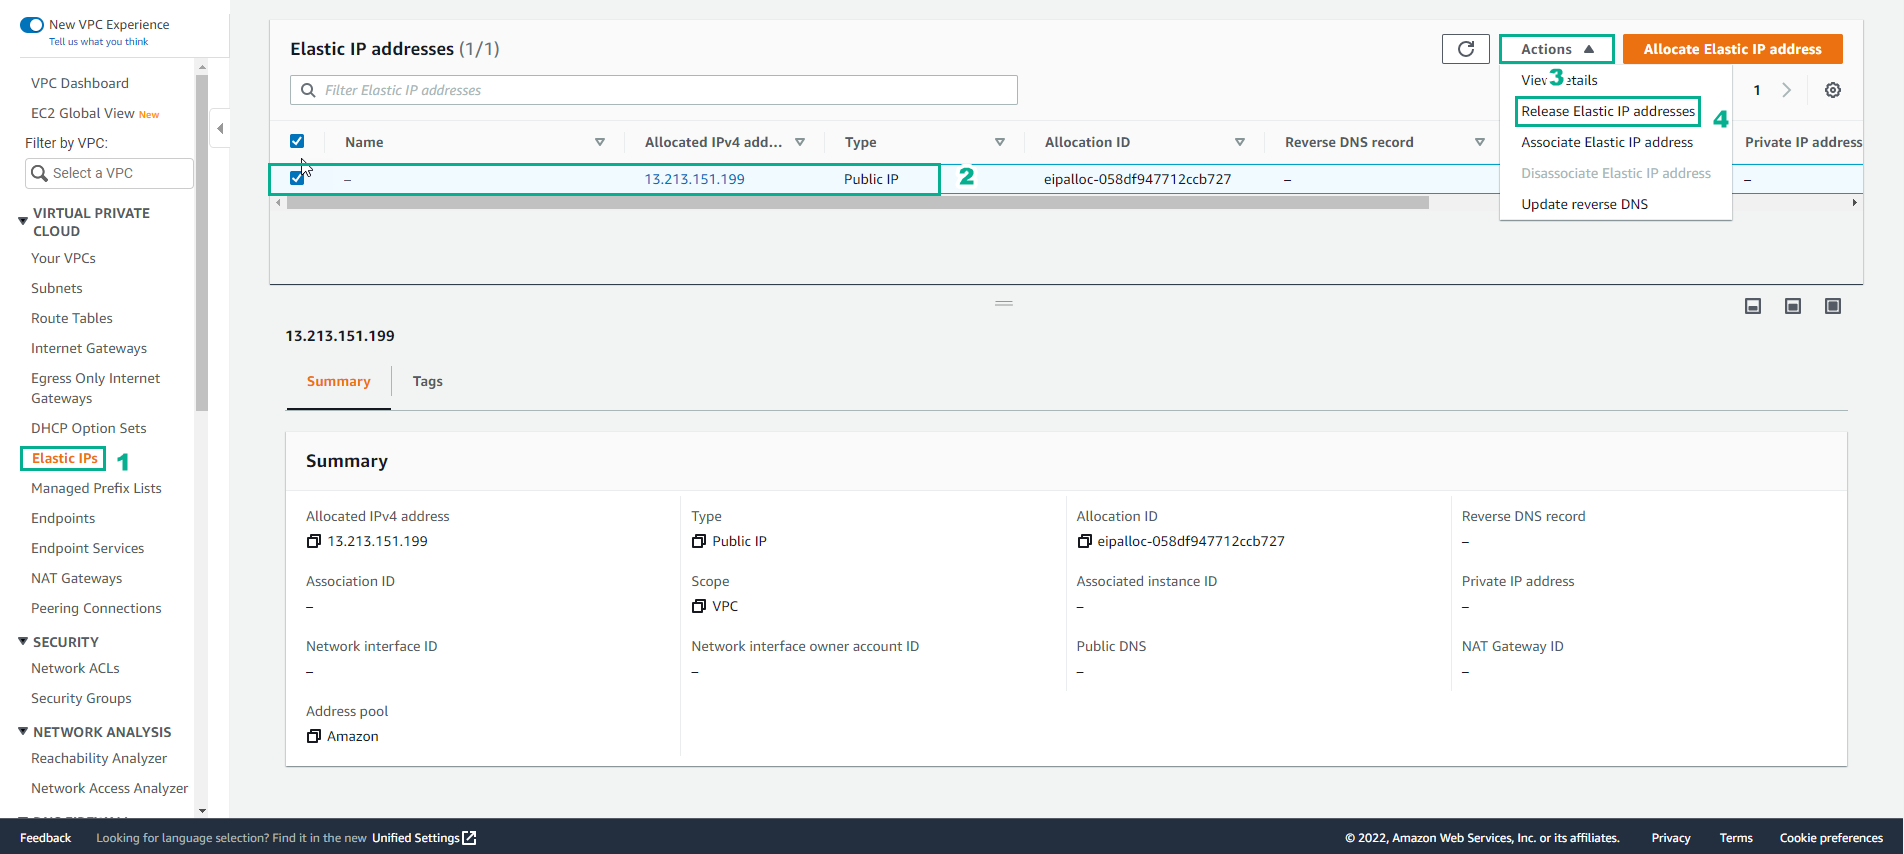 New VPC Experience
Tell us what you think
VPC Dashboard
EC2 Global View New
Filter by VPC:
Select a VPC
VIRTUAL PRIVATE
CLOUD
Your VPCs
Subnets
Route Tables
Internet Gateways
Egress Only Internet
Gateways
DHCP Option Sets
Elastic IPs 1
Managed Prefix Lists
Endpoints
Endpoint Services
NAT Gateways
Peering Connections
SECURITY
Network ACLs
Security Groups
NETWORK ANALYSIS
Reachability Analyzer
Network Access Analyzer
Elastic IP addresses (1/1)
Actions
Allocate Elastic IP address
Filter Elastic IP addresses
3
View details
Release Elastic IP addresses 4
Associate Elastic IP address
Disassociate Elastic IP address
Update reverse DNS
1
Name Allocated IPv4 add... Type Allocation ID Reverse DNS record Private IP address
– 13.213.151.199 Public IP 2 eipalloc-058df947712ccb727 – –
13.213.151.199
Summary Tags
Summary
Allocated IPv4 address Type Allocation ID Reverse DNS record
13.213.151.199 Public IP eipalloc-058df947712ccb727 –
Association ID Scope Associated instance ID Private IP address
– VPC – –
Network interface ID Network interface owner account ID Public DNS NAT Gateway ID
– – – –
Address pool
Amazon
Feedback Looking for language selection? Find it in the new Unified Settings © 2022, Amazon Web Services, Inc. or its affiliates. Privacy Terms Cookie preferences